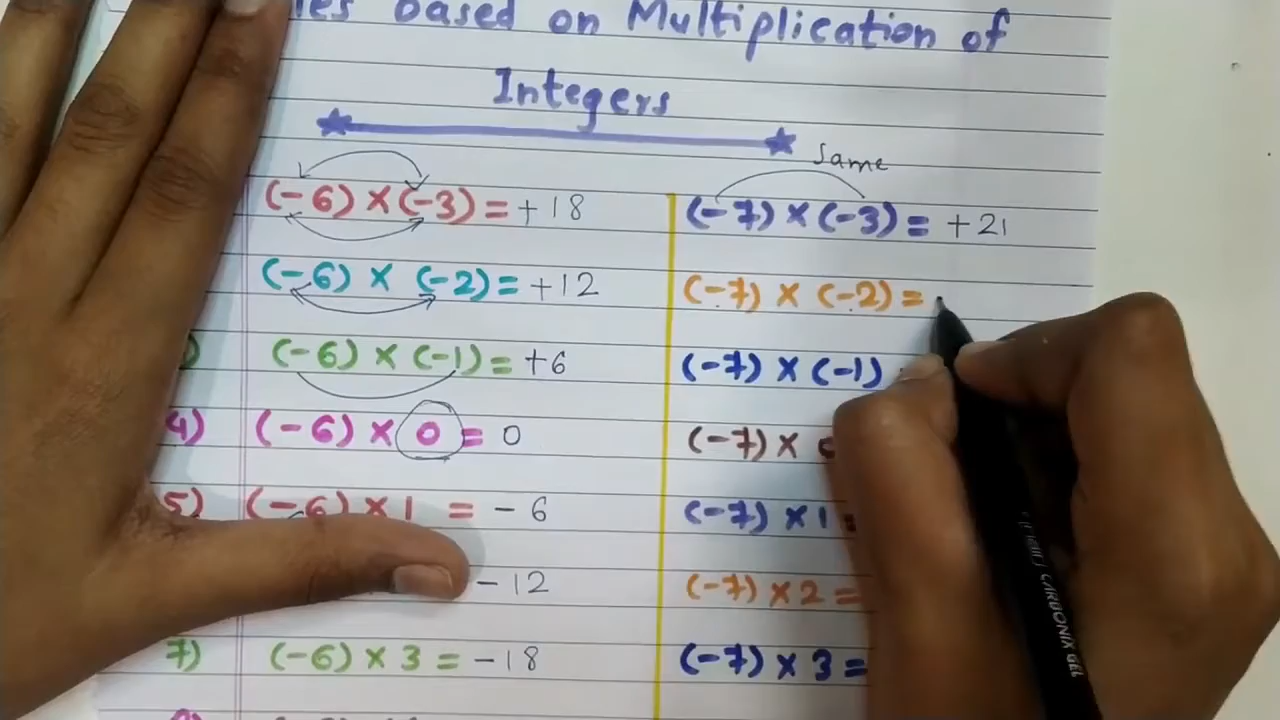 based on Multiplication of
Integers
Same
(-6) × (-3) = +18
(-7) × (-3) = +21
(-6) × (-2) = +12
(-7) × (-2) =
(-6) × (-1) = +6
(-7) × (-1)
4) (-6) × 0 = 0
(-7) ×
5) (-6) × 1 = - 6
(-7) × 1 =
- 12
(-7) × 2 =
7) (-6) × 3 = -18
(-7) × 3 =